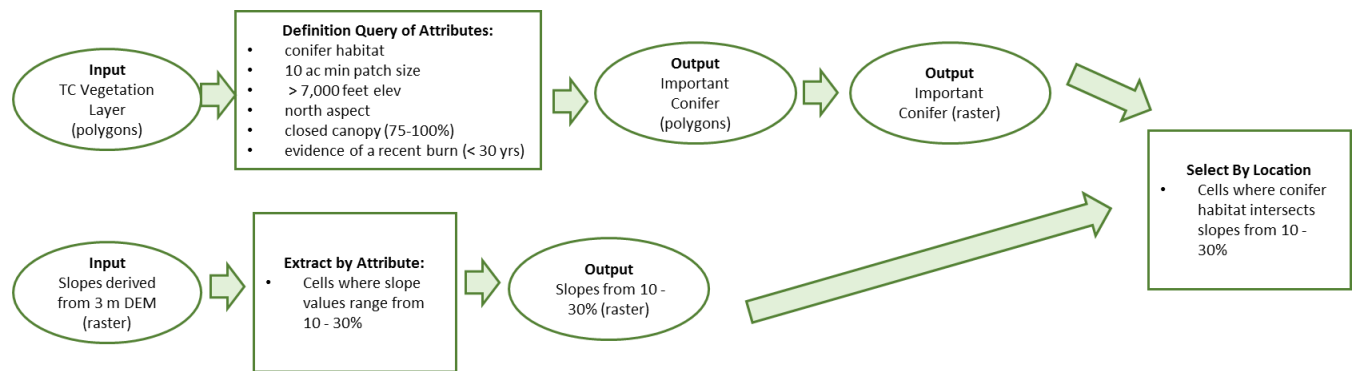 Input
TC Vegetation
Layer
(polygons)
Definition Query of Attributes:
• conifer habitat
• 10 ac min patch size
• > 7,000 feet elev
• north aspect
• closed canopy (75-100%)
• evidence of a recent burn (< 30 yrs)
Output
Important
Conifer
(polygons)
Output
Important
Conifer (raster)
Select By Location
• Cells where conifer
habitat intersects
slopes from 10 -
30%
Input
Slopes derived
from 3 m DEM
(raster)
Extract by Attribute:
• Cells where slope
values range from
10 - 30%
Output
Slopes from 10 -
30% (raster)